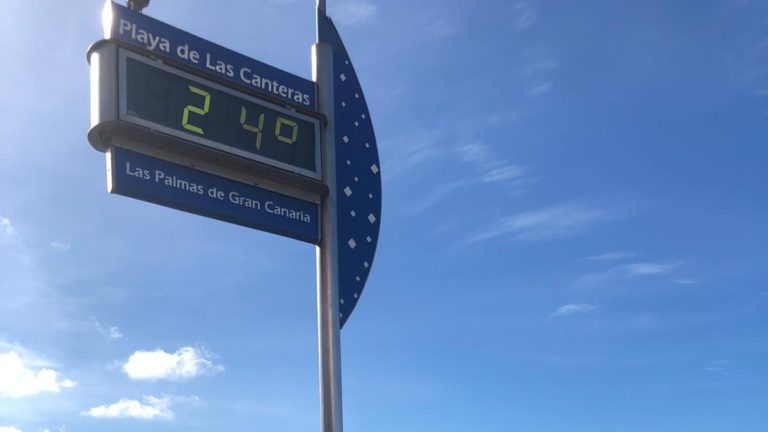 Playa de Las Canteras
24º
Las Palmas de Gran Canaria